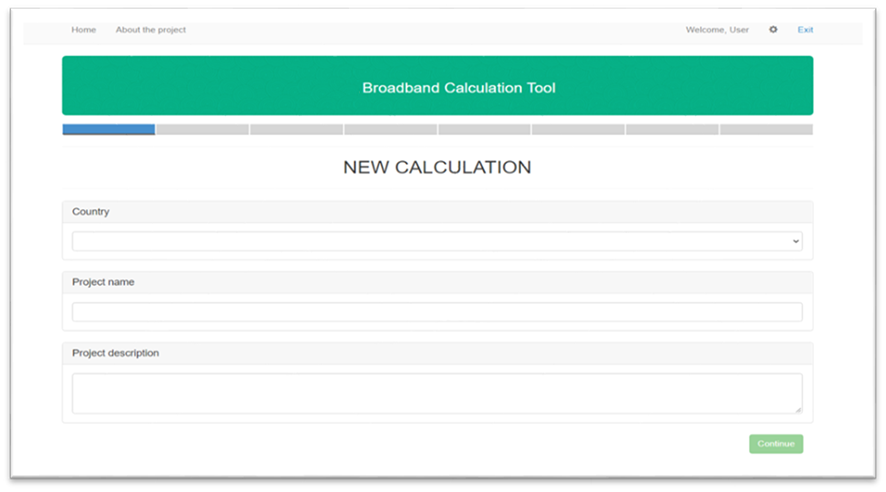 Home About the project Welcome, User Exit
Broadband Calculation Tool
NEW CALCULATION
Country
Project name
Project description
Continue